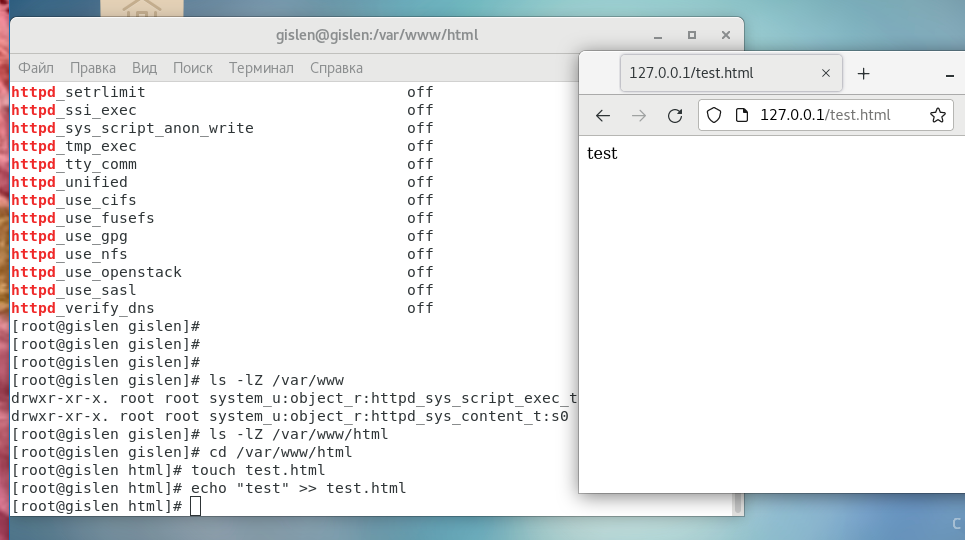 gislen@gislen:/var/www/html
Файл Правка Вид Поиск Терминал Справка
httpd_setrlimit off
httpd_ssi_exec off
httpd_sys_script_anon_write off
httpd_tmp_exec off
httpd_tty_comm off
httpd_unified off
httpd_use_cifs off
httpd_use_fusefs off
httpd_use_gpg off
httpd_use_nfs off
httpd_use_openstack off
httpd_use_sasl off
httpd_verify_dns off
[root@gislen gislen]#
[root@gislen gislen]#
[root@gislen gislen]#
[root@gislen gislen]# ls -lZ /var/www
drwxr-xr-x. root root system_u:object_r:httpd_sys_script_exec_t
drwxr-xr-x. root root system_u:object_r:httpd_sys_content_t:s0
[root@gislen gislen]# ls -lZ /var/www/html
[root@gislen gislen]# cd /var/www/html
[root@gislen html]# touch test.html
[root@gislen html]# echo "test" >> test.html
[root@gislen html]#
127.0.0.1/test.html
127.0.0.1/test.html
test